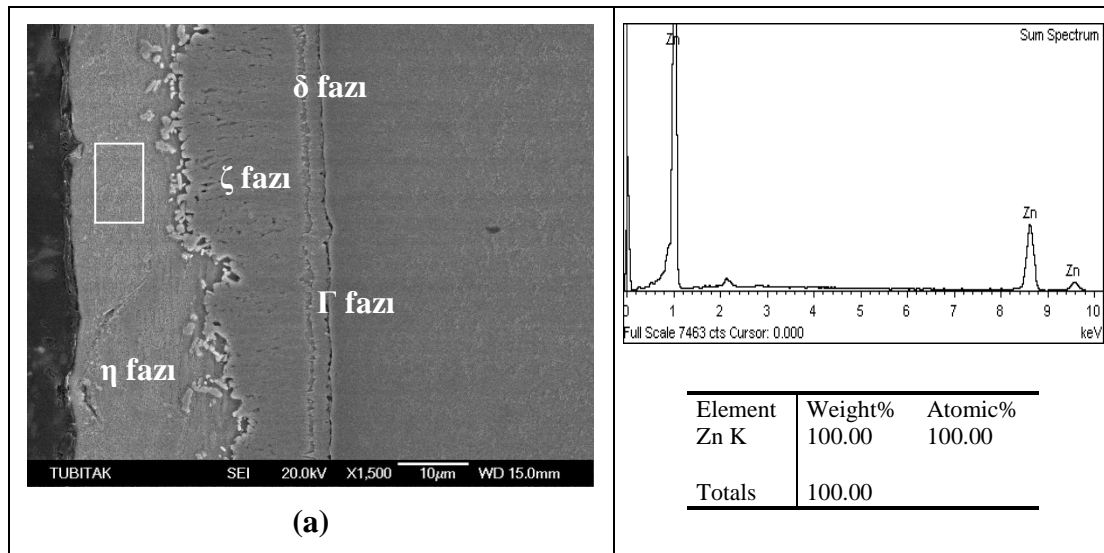 δ fazı
ζ fazı
Γ fazı
η fazı
TUBITAK SEI 20.0kV X1,500 10µm WD 15.0mm
(a)
Sum Spectrum
Zn
Zn
Zn
0 1 2 3 4 5 6 7 8 9 10
Full Scale 7463 cts Cursor: 0.000 keV
Element Weight% Atomic%
Zn K 100.00 100.00
Totals 100.00